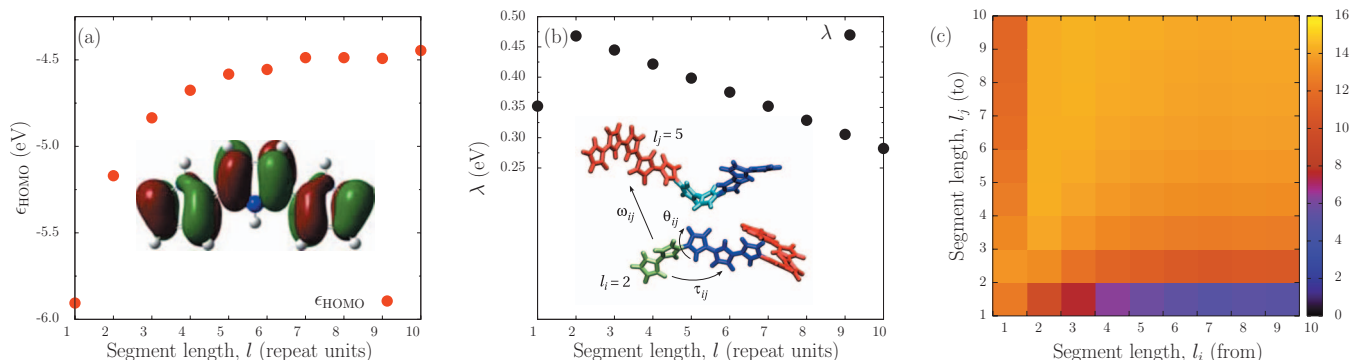 (a)
-4.25
-4.5
-5.0
-5.5
-6.0
ϵHOMO (eV)
ϵHOMO
1 2 3 4 5 6 7 8 9 10
Segment length, l (repeat units)
(b)
λ
0.50
0.45
0.40
0.35
0.30
0.25
λ (eV)
lj = 5
ωij
θij
li = 2
τij
1 2 3 4 5 6 7 8 9 10
Segment length, l (repeat units)
(c)
10
9
8
7
6
5
4
3
2
1
Segment length, lj (to)
1 2 3 4 5 6 7 8 9 10
Segment length, li (from)
16
14
12
10
8
6
4
2
0